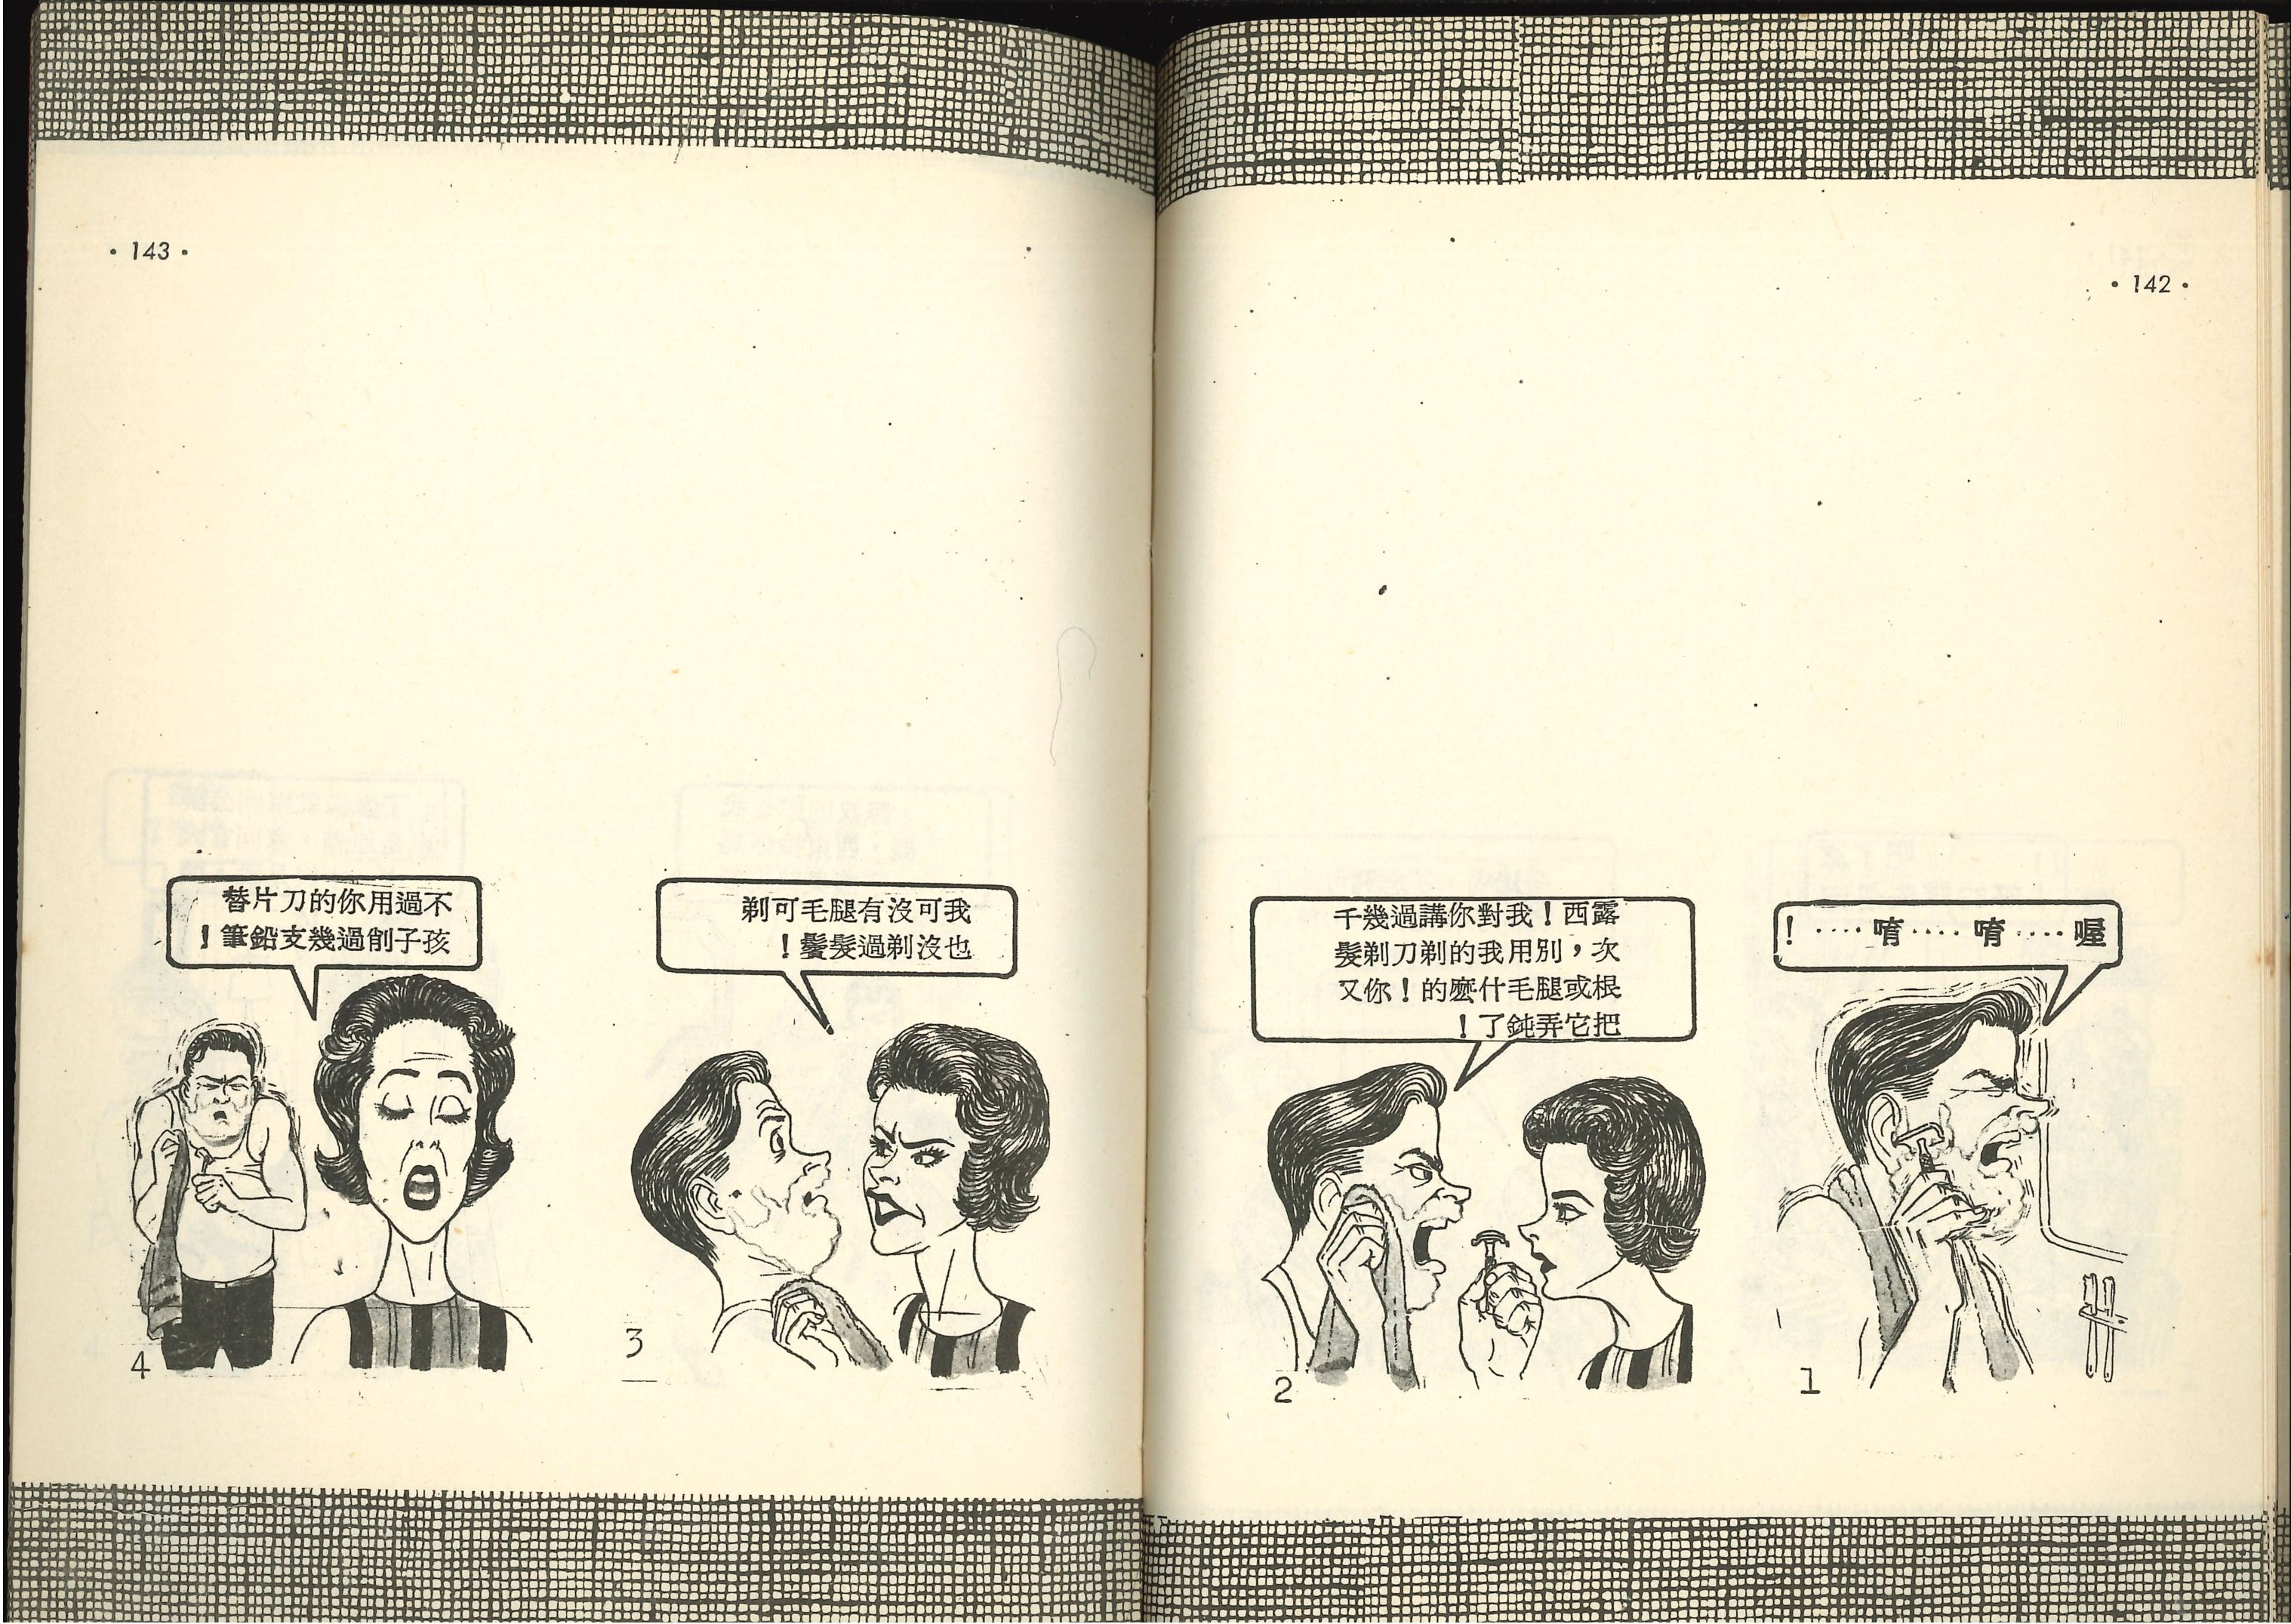 • 142 •
喔‥‥唷‥‥唷‥‥!
1
露西!我對你講過幾千
次,別用我的剃刀剃髮
根或腿毛什麼的!你又
把它弄鈍了!
2
• 143 •
我可沒有腿毛可剃
也沒剃過髮鬢!
3
不過用你的刀片替
孩子削過幾支鉛筆!
4